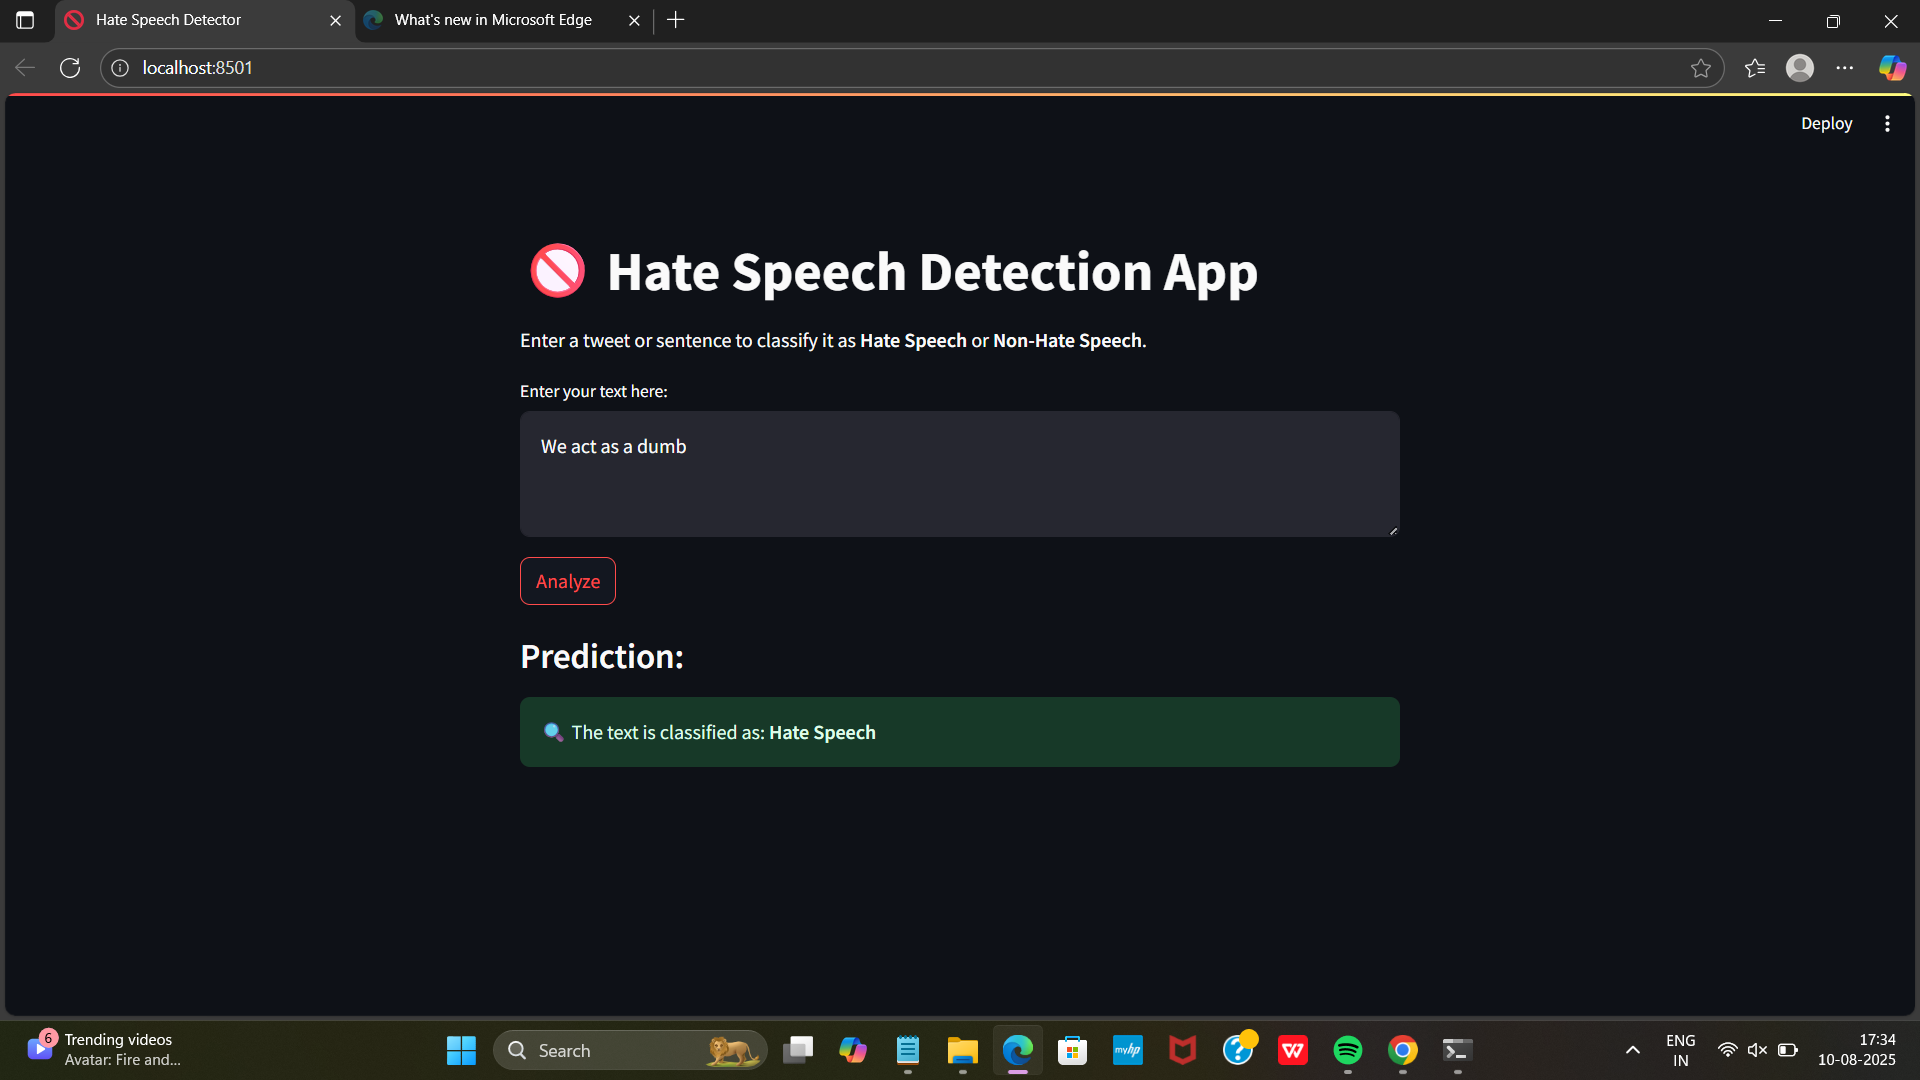 Hate Speech Detector
What's new in Microsoft Edge
localhost:8501
Deploy
Hate Speech Detection App
Enter a tweet or sentence to classify it as Hate Speech or Non-Hate Speech.
Enter your text here:
We act as a dumb
Analyze
Prediction:
The text is classified as: Hate Speech
6
Trending videos
Avatar: Fire and...
Search
myhp
W
ENG
IN
17:34
10-08-2025